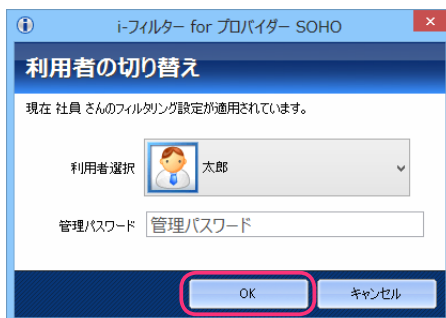 i-フィルター for プロバイダー SOHO
利用者の切り替え
現在 社員 さんのフィルタリング設定が適用されています。
利用者選択 太郎
管理パスワード 管理パスワード
OK キャンセル